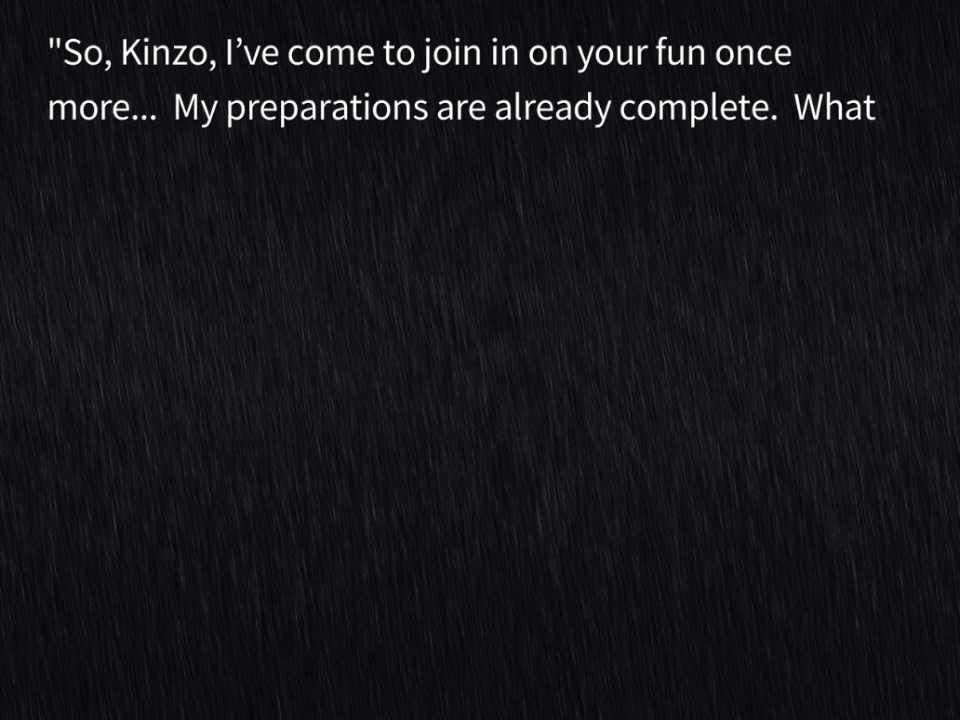 "So, Kinzo, I’ve come to join in on your fun once
more...  My preparations are already complete.  What